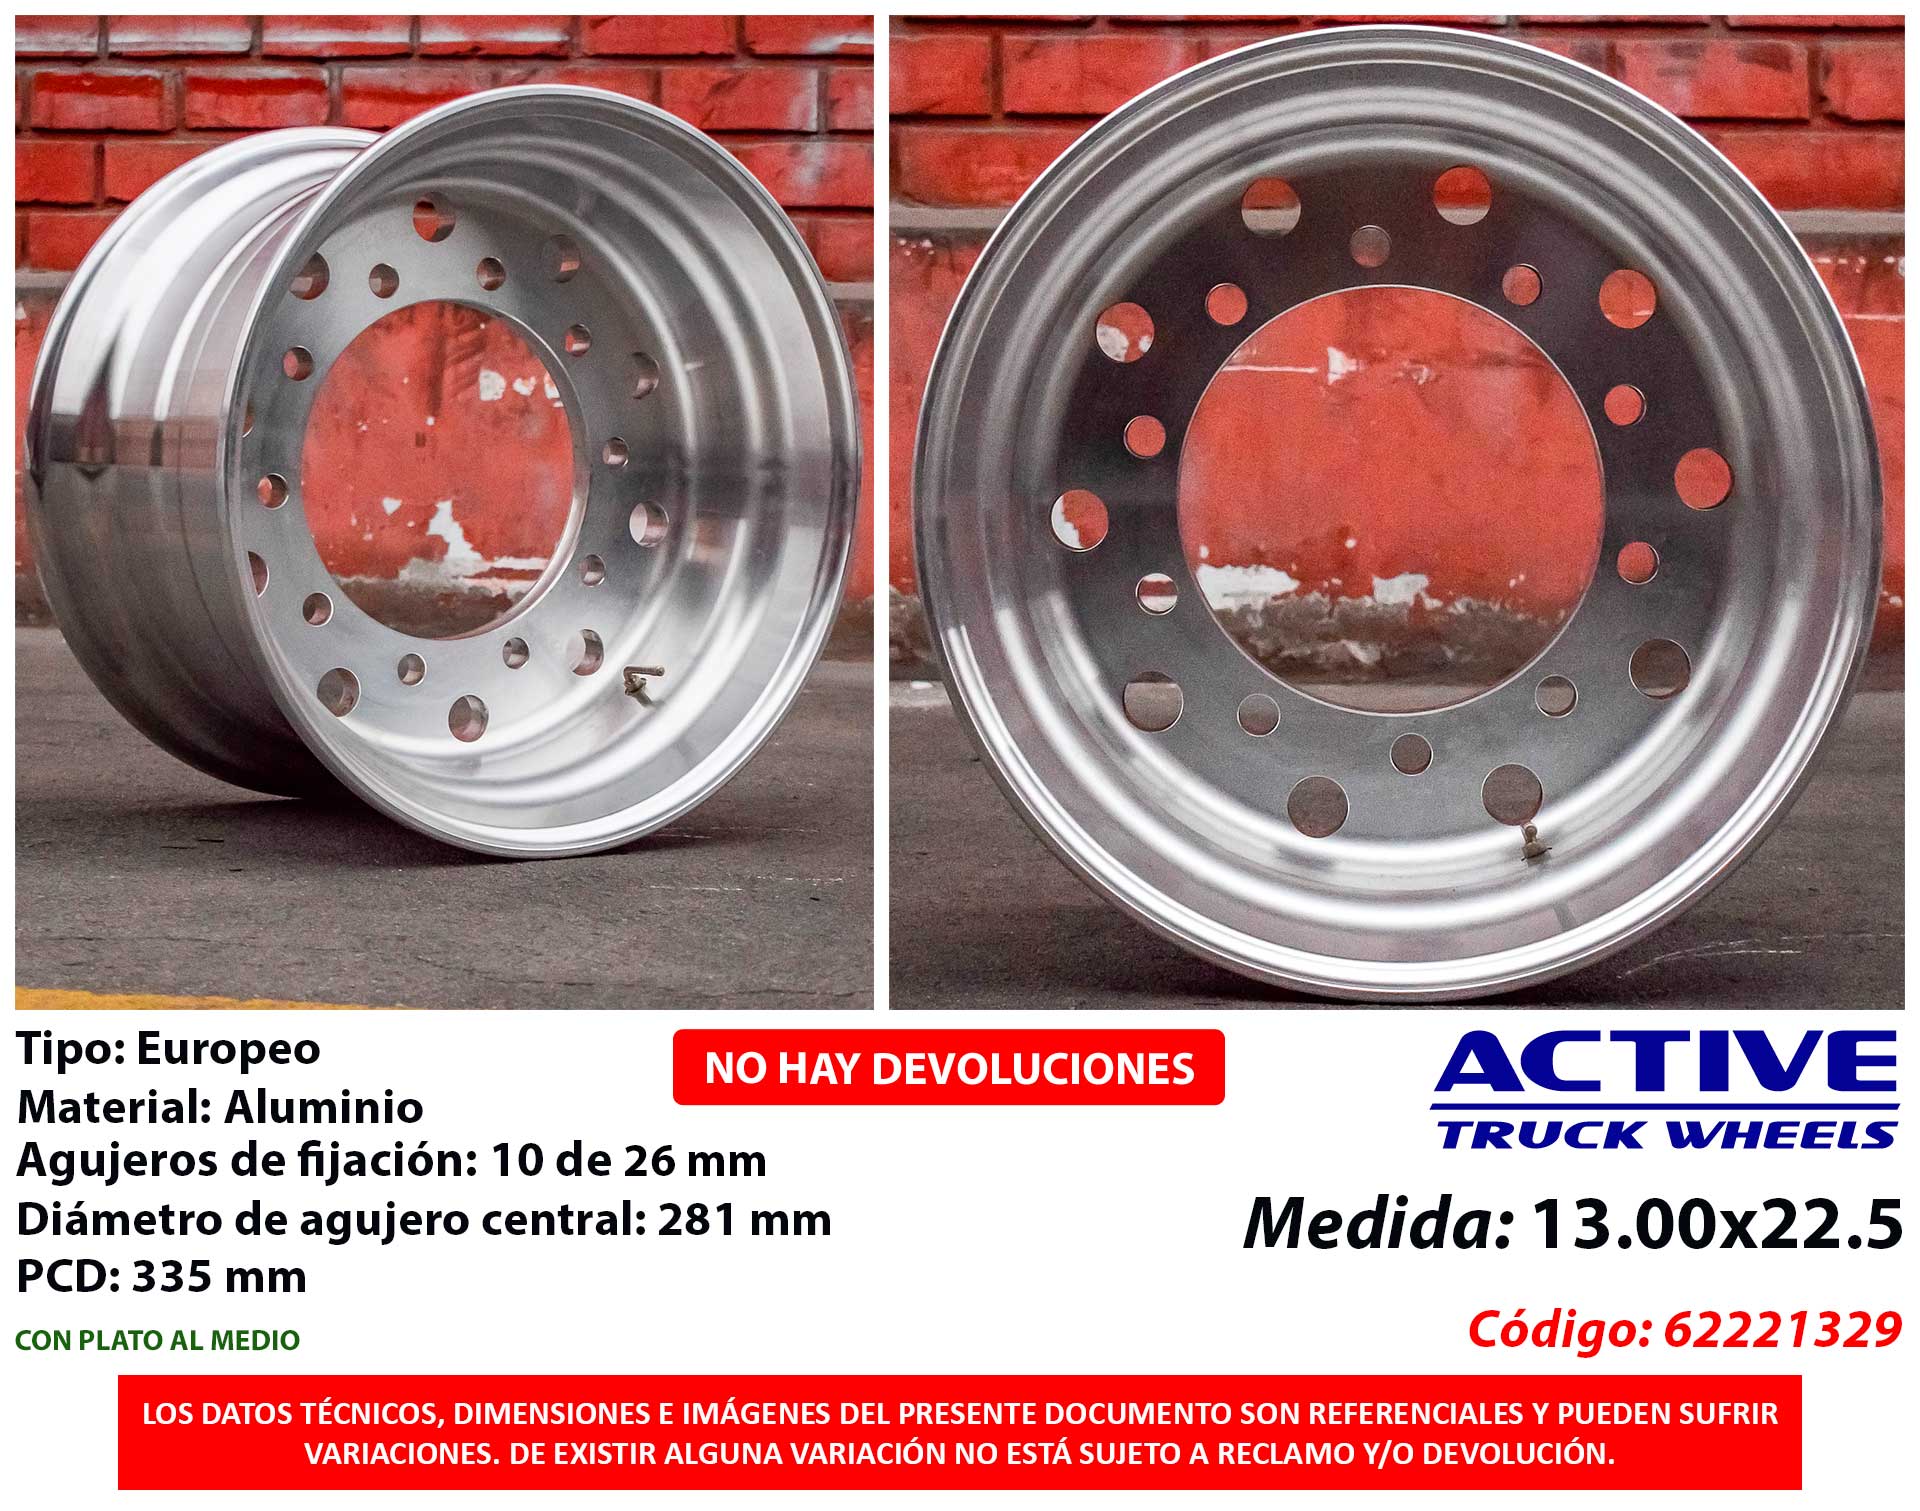 Tipo: Europeo
Material: Aluminio
Agujeros de fijación: 10 de 26 mm
Diámetro de agujero central: 281 mm
PCD: 335 mm
CON PLATO AL MEDIO
NO HAY DEVOLUCIONES
ACTIVE
TRUCK WHEELS
Medida: 13.00x22.5
Código: 62221329
LOS DATOS TÉCNICOS, DIMENSIONES E IMÁGENES DEL PRESENTE DOCUMENTO SON REFERENCIALES Y PUEDEN SUFRIR
VARIACIONES. DE EXISTIR ALGUNA VARIACIÓN NO ESTÁ SUJETO A RECLAMO Y/O DEVOLUCIÓN.